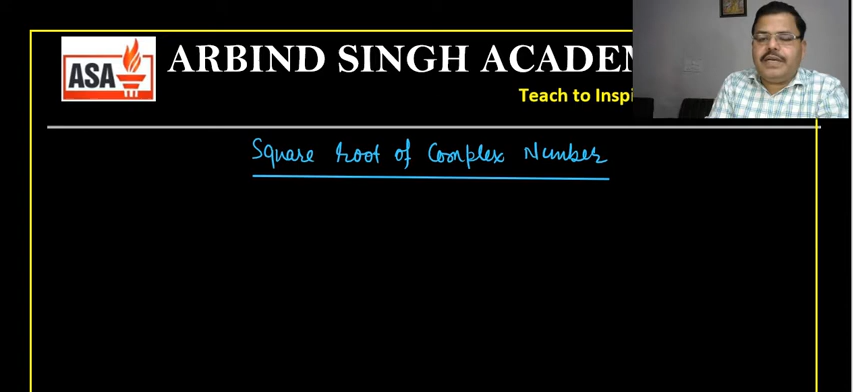 ASA
ARBIND SINGH ACADEM
Teach to Inspi
Square root of Complex Number